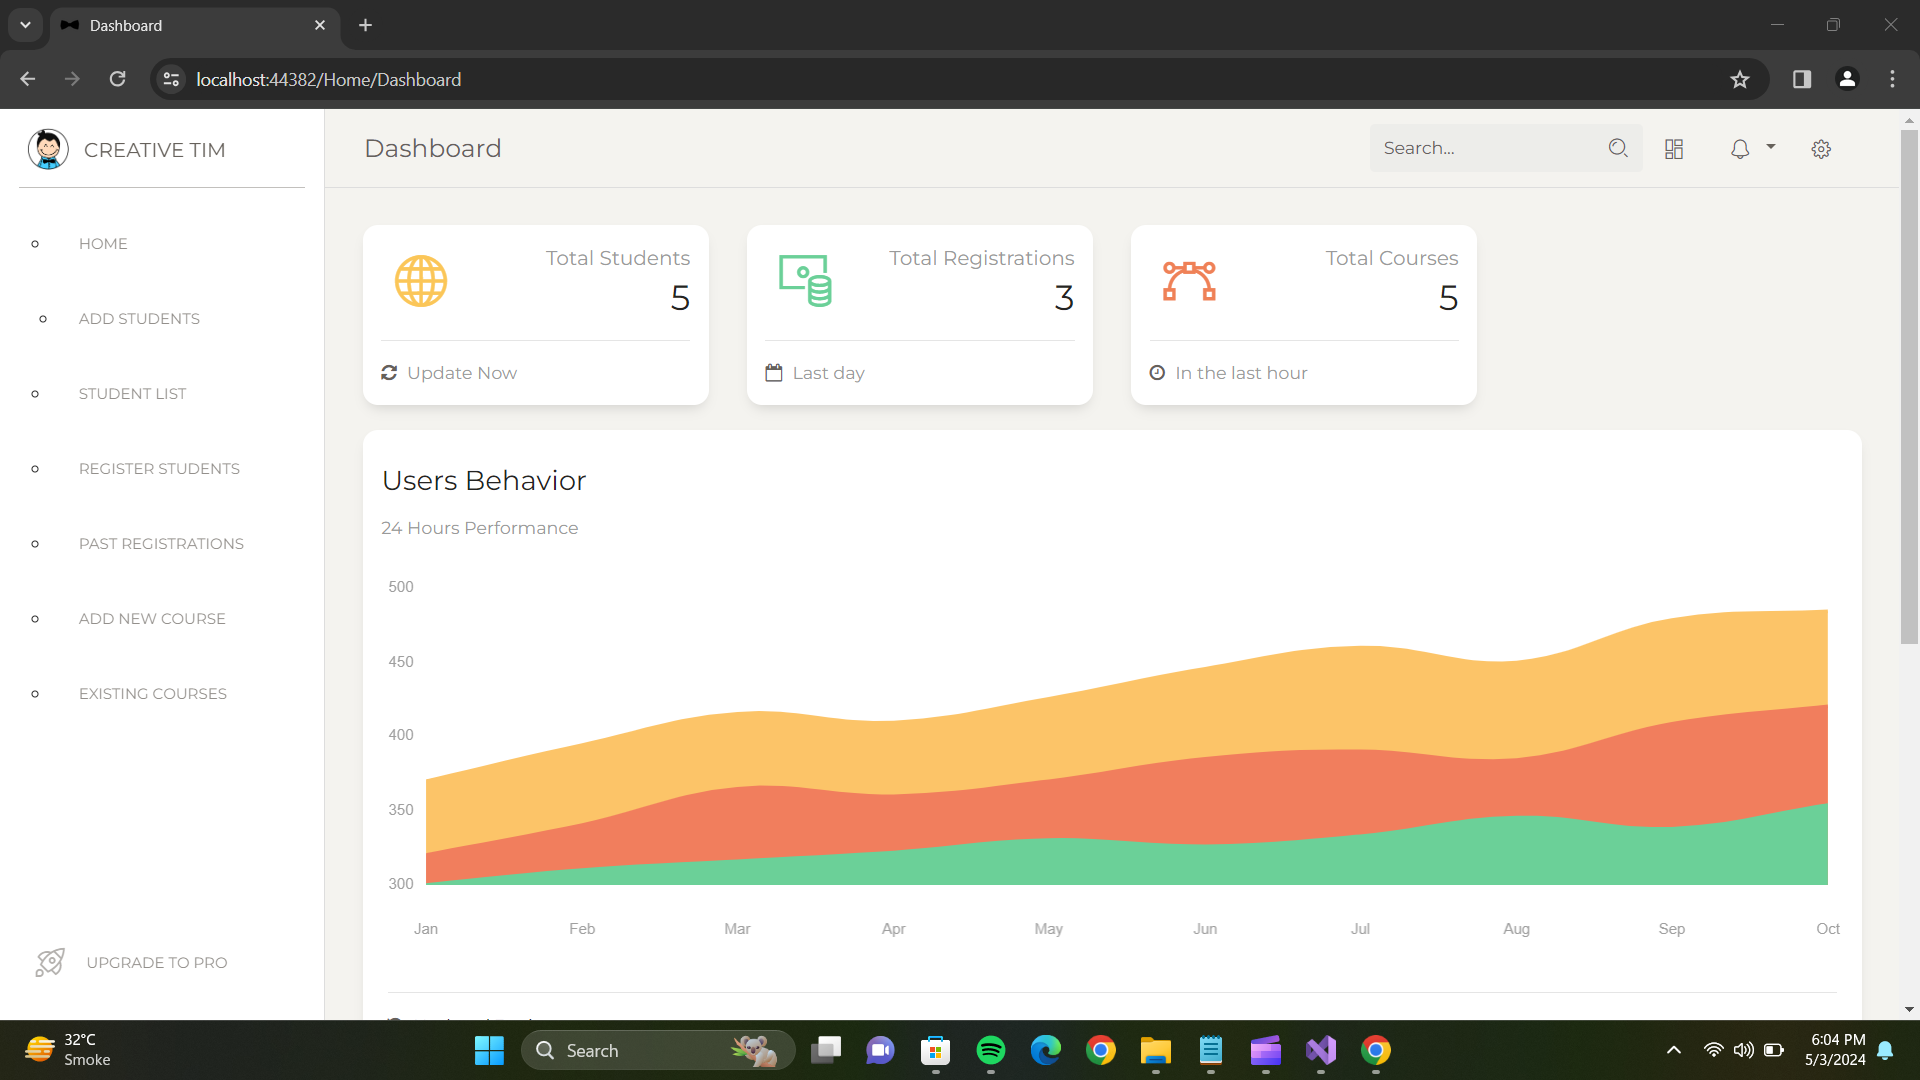 Dashboard
localhost:44382/Home/Dashboard
CREATIVE TIM
Dashboard
Search...
HOME
ADD STUDENTS
STUDENT LIST
REGISTER STUDENTS
PAST REGISTRATIONS
ADD NEW COURSE
EXISTING COURSES
UPGRADE TO PRO
Total Students
5
Update Now
Total Registrations
3
Last day
Total Courses
5
In the last hour
Users Behavior
24 Hours Performance
500
450
400
350
300
Jan Feb Mar Apr May Jun Jul Aug Sep Oct
32°C
Smoke
Search
6:04 PM
5/3/2024